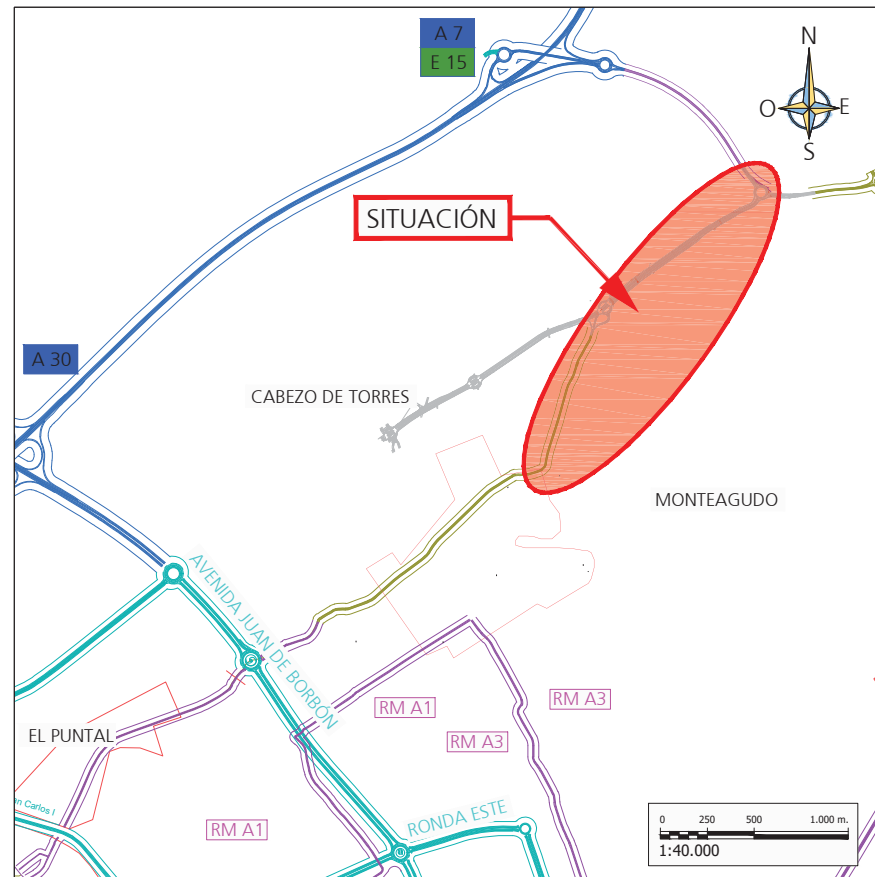 A 7
E 15
N
O
E
S
SITUACIÓN
A 30
CABEZO DE TORRES
MONTEAGUDO
AVENIDA JUAN DE BORBÓN
RM A1
RM A3
RM A3
EL PUNTAL
Carlos I
RM A1
RONDA ESTE
0 250 500 1.000 m.
1:40.000